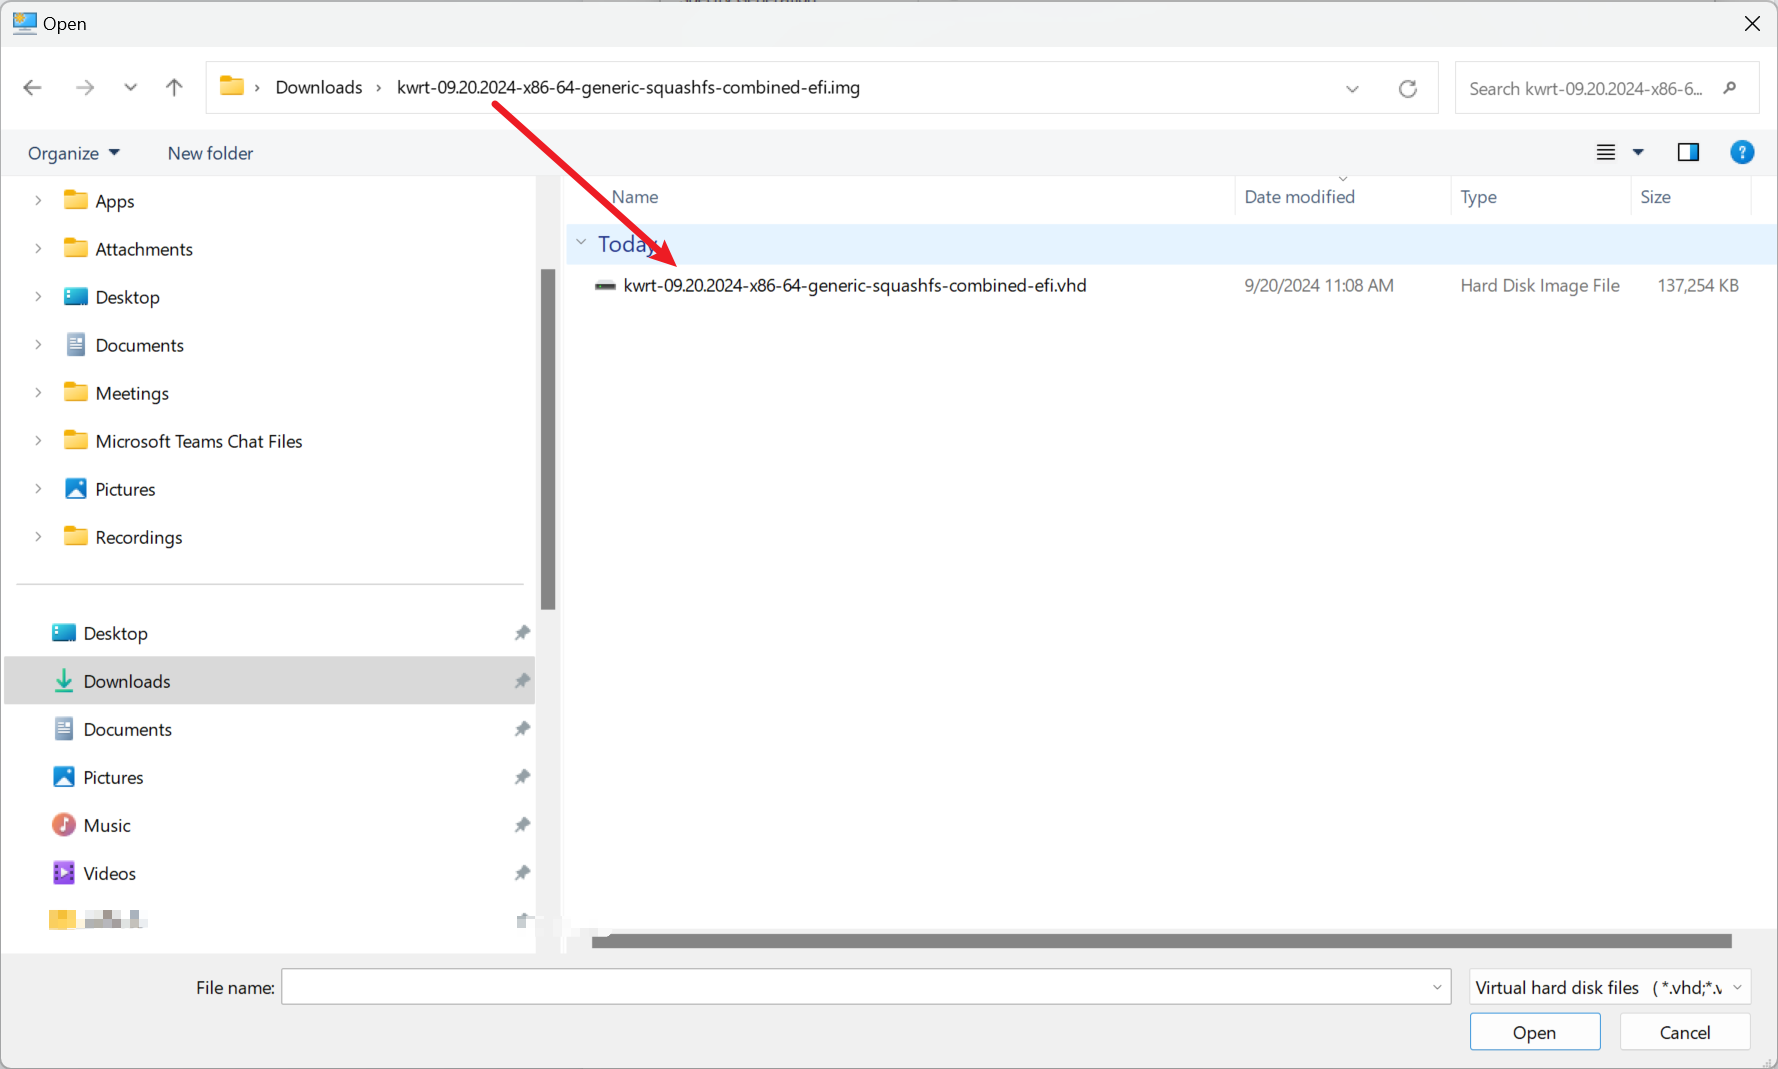 Open
Downloads > kwrt-09.20.2024-x86-64-generic-squashfs-combined-efi.img
Search kwrt-09.20.2024-x86-6...
Organize
New folder
Name
Date modified
Type
Size
Apps
Attachments
Desktop
Documents
Meetings
Microsoft Teams Chat Files
Pictures
Recordings
Desktop
Downloads
Documents
Pictures
Music
Videos
Today
kwrt-09.20.2024-x86-64-generic-squashfs-combined-efi.vhd 9/20/2024 11:08 AM Hard Disk Image File 137,254 KB
File name:
Virtual hard disk files (*.vhd;*.v
Open
Cancel